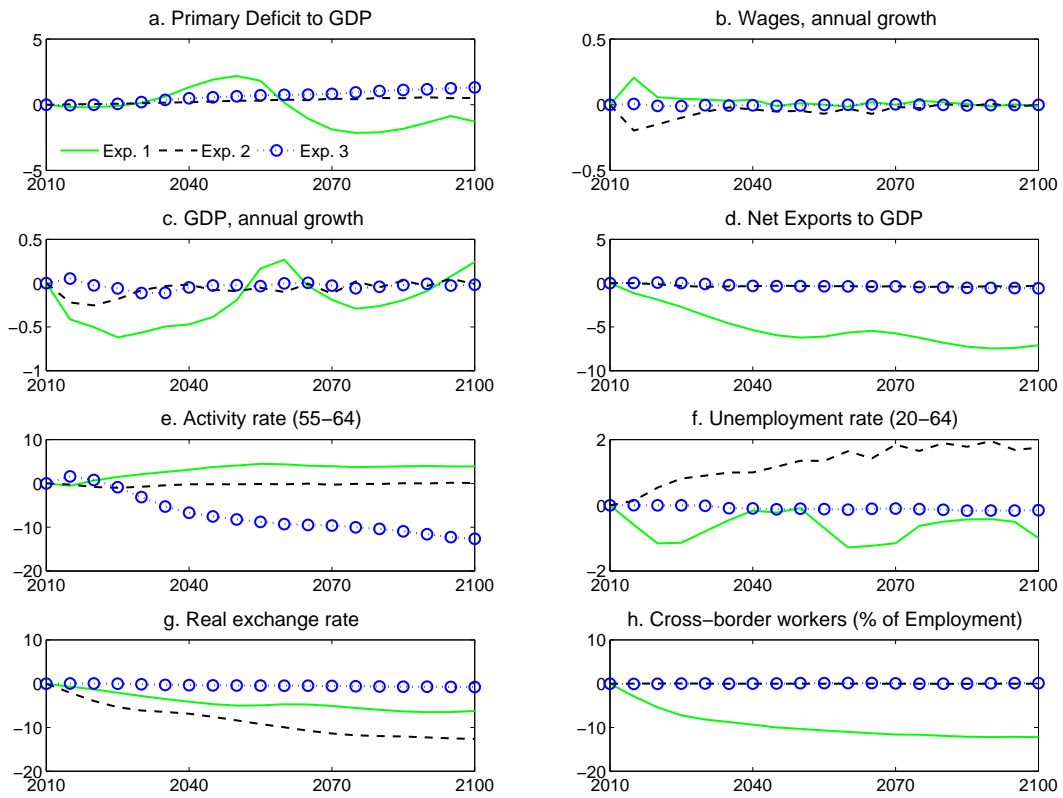 a. Primary Deficit to GDP
5
0
−5
2010 2040 2070 2100
Exp. 1 Exp. 2 Exp. 3
b. Wages, annual growth
0.5
0
−0.5
2010 2040 2070 2100
c. GDP, annual growth
0.5
0
−0.5
−1
2010 2040 2070 2100
d. Net Exports to GDP
5
0
−5
−10
2010 2040 2070 2100
e. Activity rate (55−64)
10
0
−10
−20
2010 2040 2070 2100
f. Unemployment rate (20−64)
2
0
−2
2010 2040 2070 2100
g. Real exchange rate
10
0
−10
−20
2010 2040 2070 2100
h. Cross−border workers (% of Employment)
10
0
−10
−20
2010 2040 2070 2100